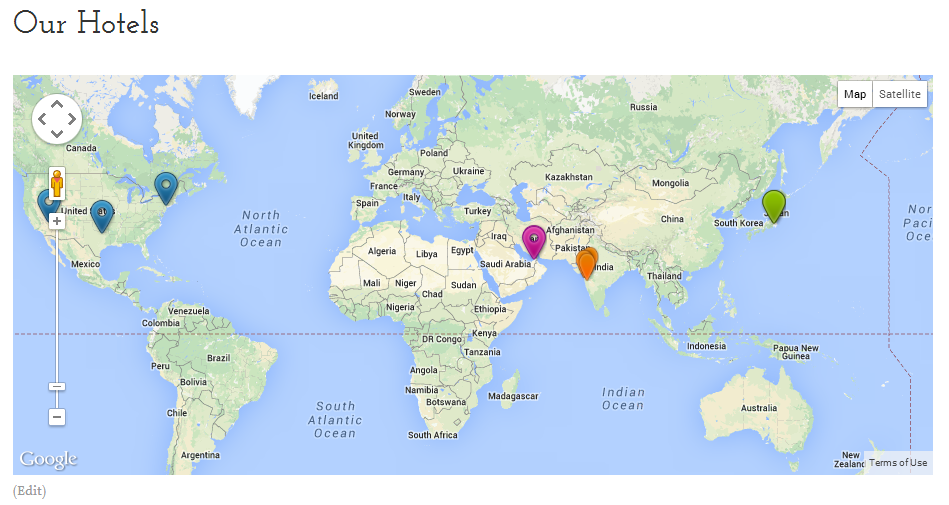 Our Hotels
Map
Satellite
Iceland
Sweden
Norway
Russia
Canada
United
Kingdom
Poland
Germany
Ukraine
France
Kazakhstan
Mongolia
Spain
Italy
Turkey
China
South Korea
United
North
Atlantic
Ocean
Afghanistan
Iraq
Pakistan
Algeria
Libya
Egypt
Saudi Arabia
India
Mexico
Mali
Niger
Chad
Sudan
Thailand
Venezuela
Colombia
Nigeria
Ethiopia
DR Congo
Kenya
Tanzania
Indonesia
Papua New
Guinea
Peru
Brazil
Bolivia
Angola
Namibia
Botswana
Madagascar
Indian
Ocean
South
Atlantic
Ocean
Australia
Chile
Argentina
South Africa
New
Zealand
Google
Terms of Use
(Edit)